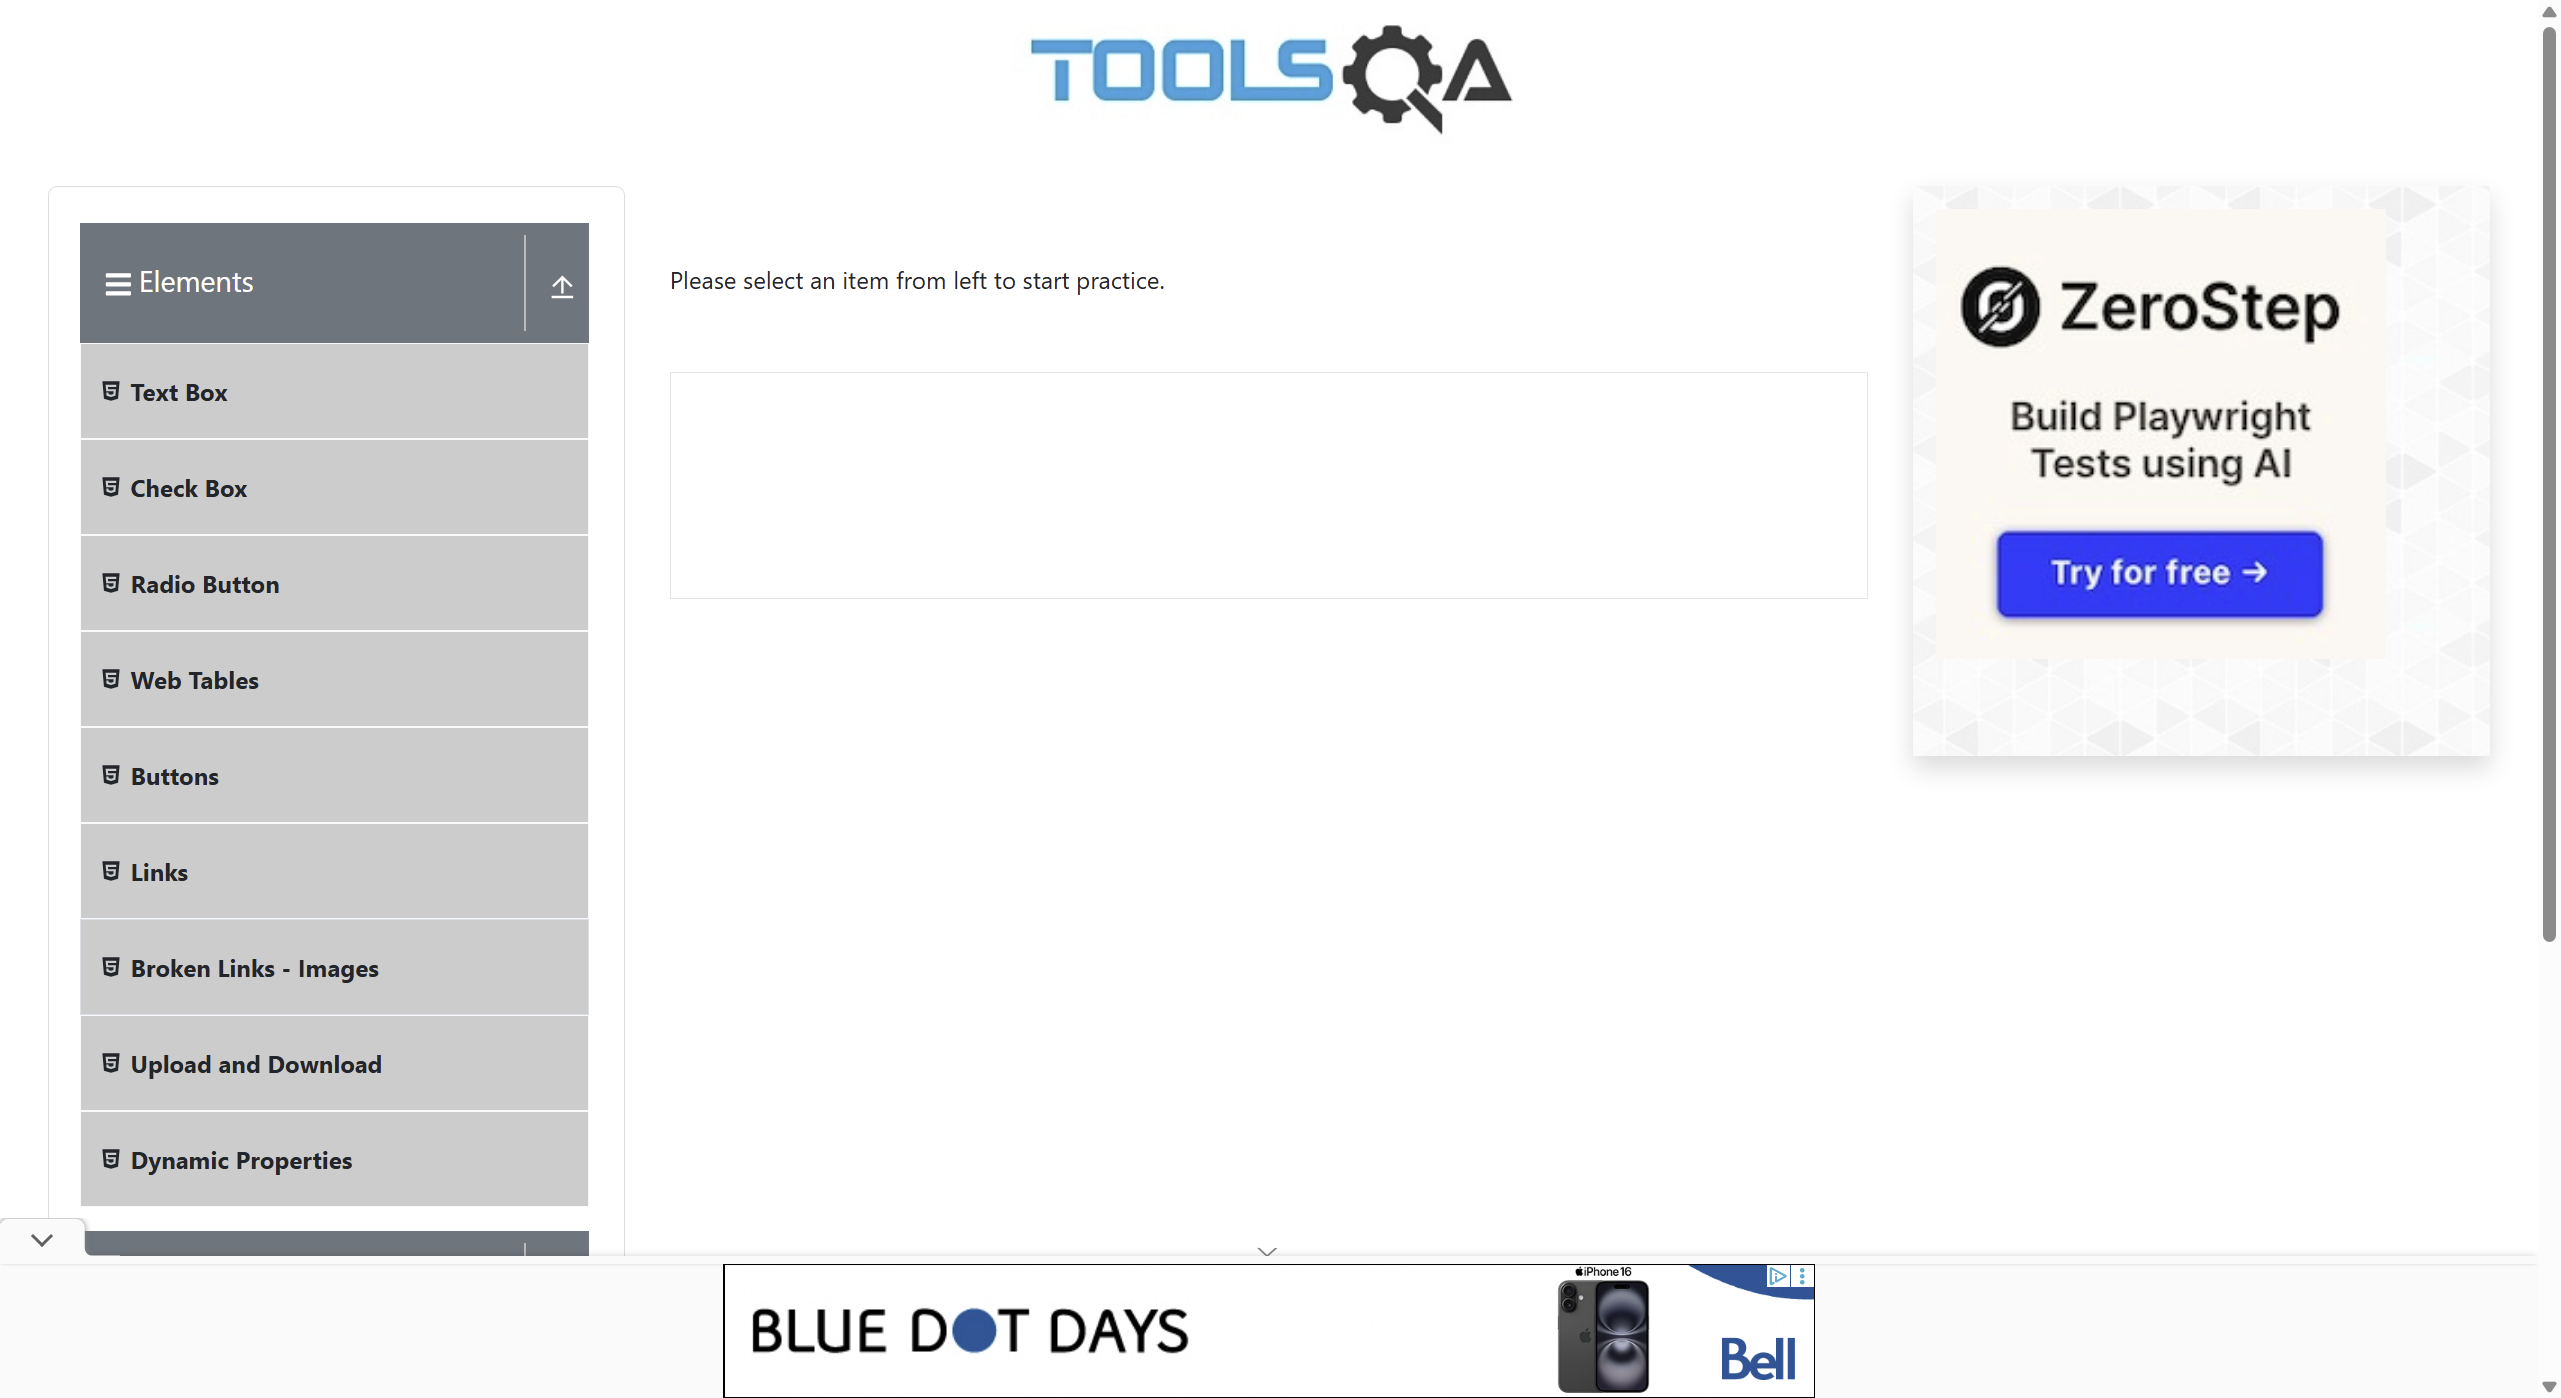 TOOLSQA
Elements
Text Box
Check Box
Radio Button
Web Tables
Buttons
Links
Broken Links - Images
Upload and Download
Dynamic Properties
Please select an item from left to start practice.
ZeroStep
Build Playwright
Tests using AI
Try for free →
BLUE DOT DAYS
iPhone 16
Bell